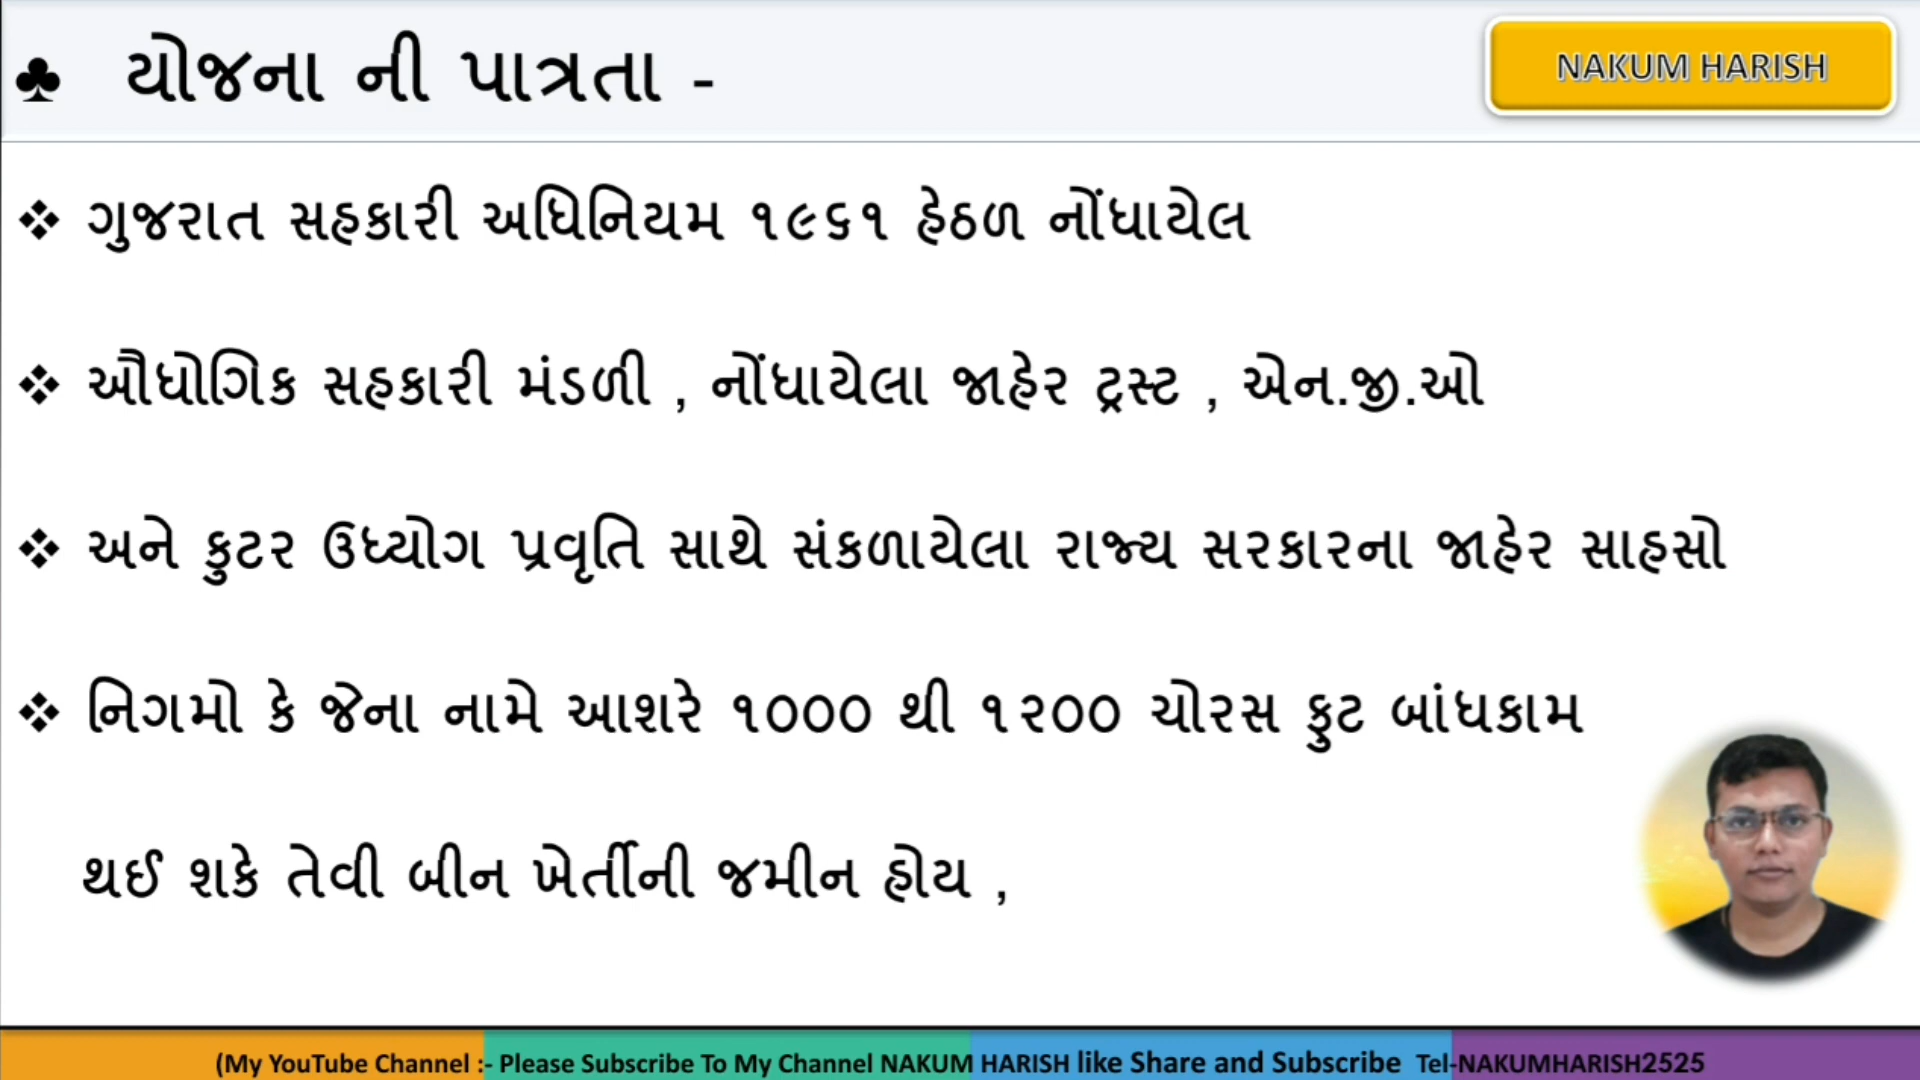 ♣ યોજના ની પાત્રતા -
NAKUM HARISH
❖ ગુજરાત સહકારી અધિનિયમ ૧૯૬૧ હેઠળ નોંધાયેલ
❖ ઔધોગિક સહકારી મંડળી , નોંધાયેલા જાહેર ટ્રસ્ટ , એન.જી.ઓ
❖ અને કુટર ઉધ્યોગ પ્રવૃતિ સાથે સંકળાયેલા રાજ્ય સરકારના જાહેર સાહસો
❖ નિગમો કે જેના નામે આશરે ૧૦૦૦ થી ૧૨૦૦ ચોરસ ફુટ બાંધકામ
થઈ શકે તેવી બીન ખેર્તીની જમીન હોય ,
(My YouTube Channel :- Please Subscribe To My Channel NAKUM HARISH like Share and Subscribe Tel-NAKUMHARISH2525